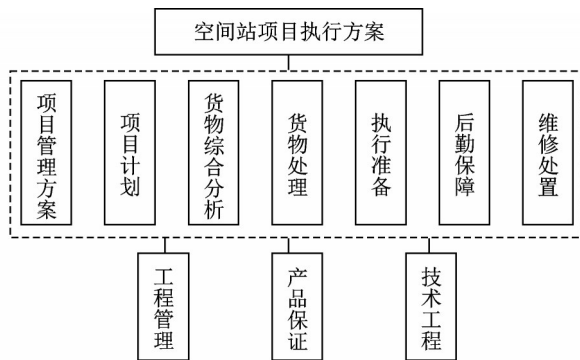 空间站项目执行方案
项目管理方案
项目计划
货物综合分析
货物处理
执行准备
后勤保障
维修处置
工程管理
产品保证
技术工程